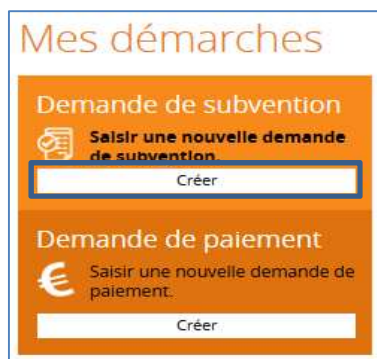 Mes démarches
Demande de subvention
Saisir une nouvelle demande
de subvention.
Créer
Demande de paiement
€ Saisir une nouvelle demande de
paiement.
Créer